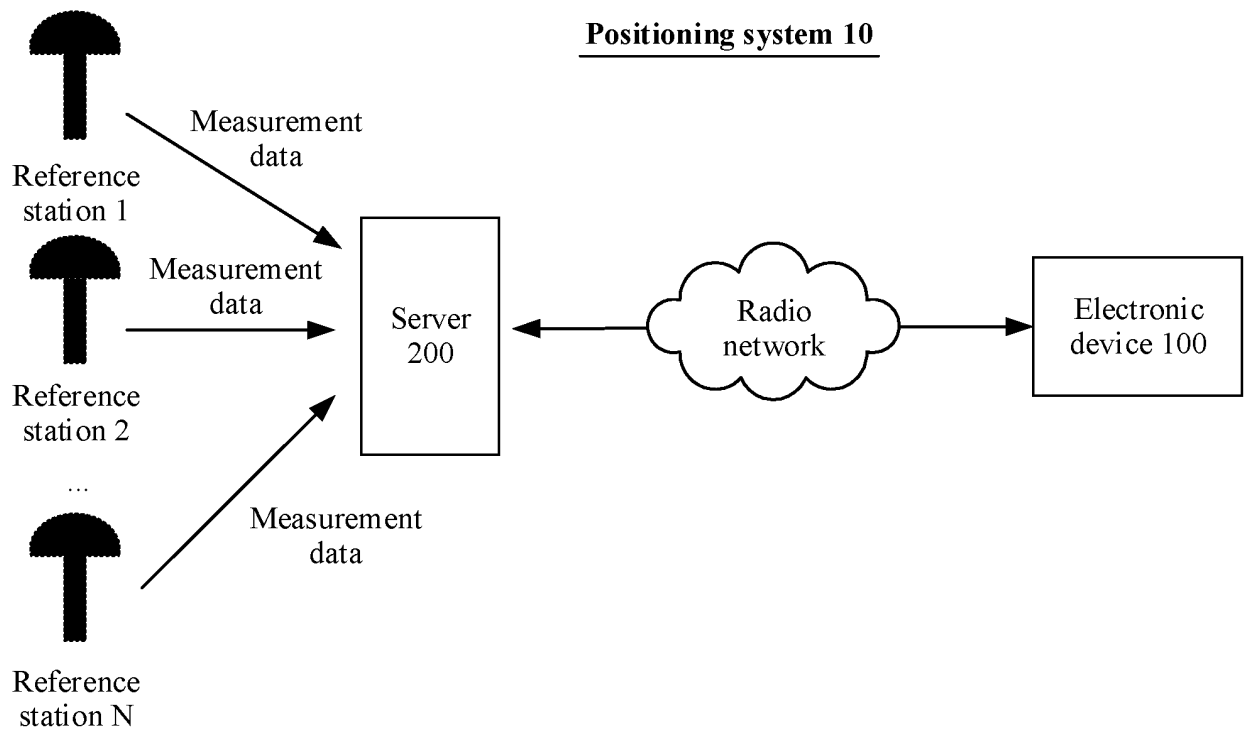 Positioning system 10
Measurement
data
Reference
station 1
Measurement
data
Server
200
Radio
network
Electronic
device 100
Reference
station 2
...
Measurement
data
Reference
station N